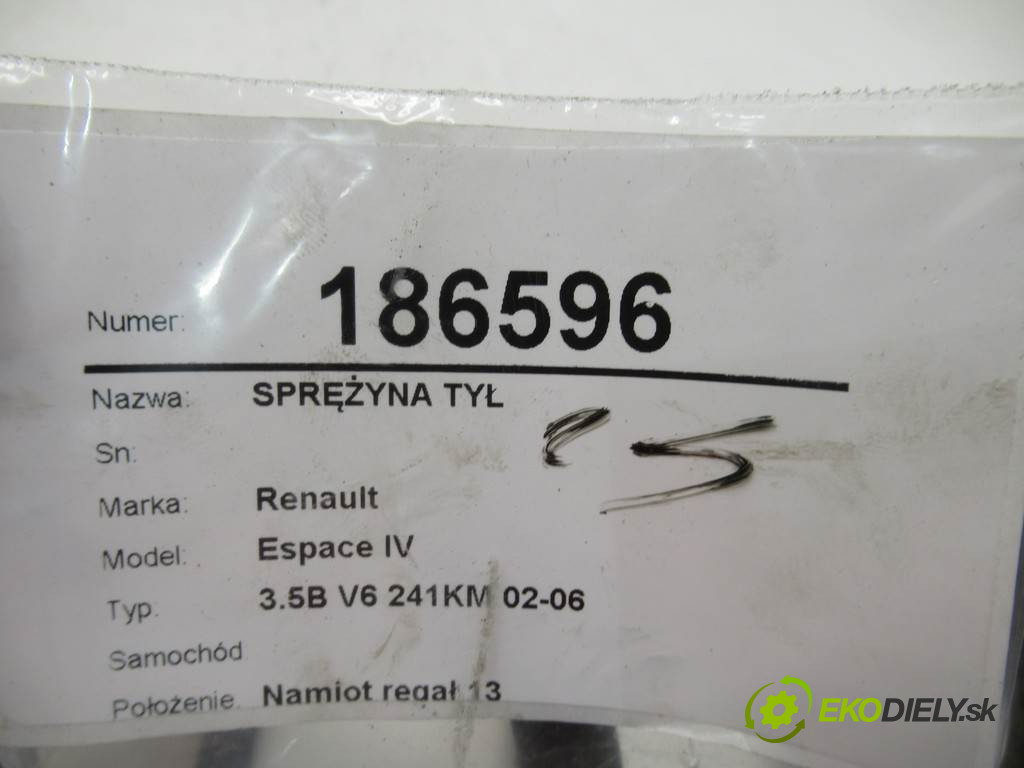 Numer: 186596
Nazwa: SPRĘŻYNA TYŁ
Sn:
Marka: Renault
Model: Espace IV
Typ: 3.5B V6 241KM 02-06
Samochód
Położenie. Namiot regał 13
EKODIELY.sk